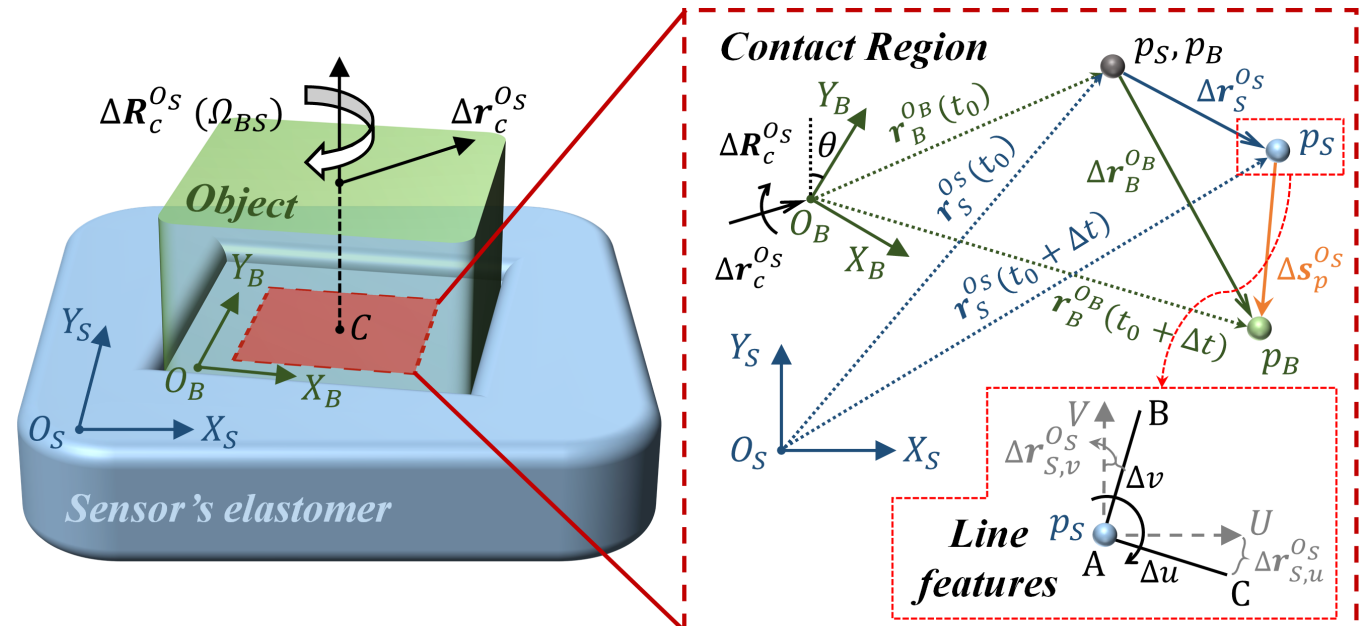 ΔR_c^{O_S} (Ω_{BS})
Δr_c^{O_S}
Object
Y_B
C
O_B
X_B
Y_S
O_S
X_S
Sensor's elastomer
Contact Region
p_S, p_B
Δr_S^{O_S}
p_S
Y_B
r_B^{O_B}(t_0)
ΔR_c^{O_S}
θ
r_S^{O_S}(t_0)
Δr_B^{O_B}
O_B
X_B
Δr_c^{O_S}
r_S^{O_S}(t_0 + Δt)
Δs_p^{O_S}
r_B^{O_B}(t_0 + Δt)
p_B
Y_S
O_S
X_S
V
B
Δr_{S,v}^{O_S}
Δv
p_S
U
A
Δu
C
Δr_{S,u}^{O_S}
Line
features